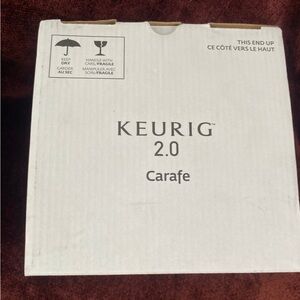 THIS END UP
CE CÔTÉ VERS LE HAUT
KEEP
DRY
GARDER
AU SEC
HANDLE WITH
CARE/FRAGILE
MANIPULER AVEC
SOIN/FRAGILE
KEURIG™
2.0
Carafe